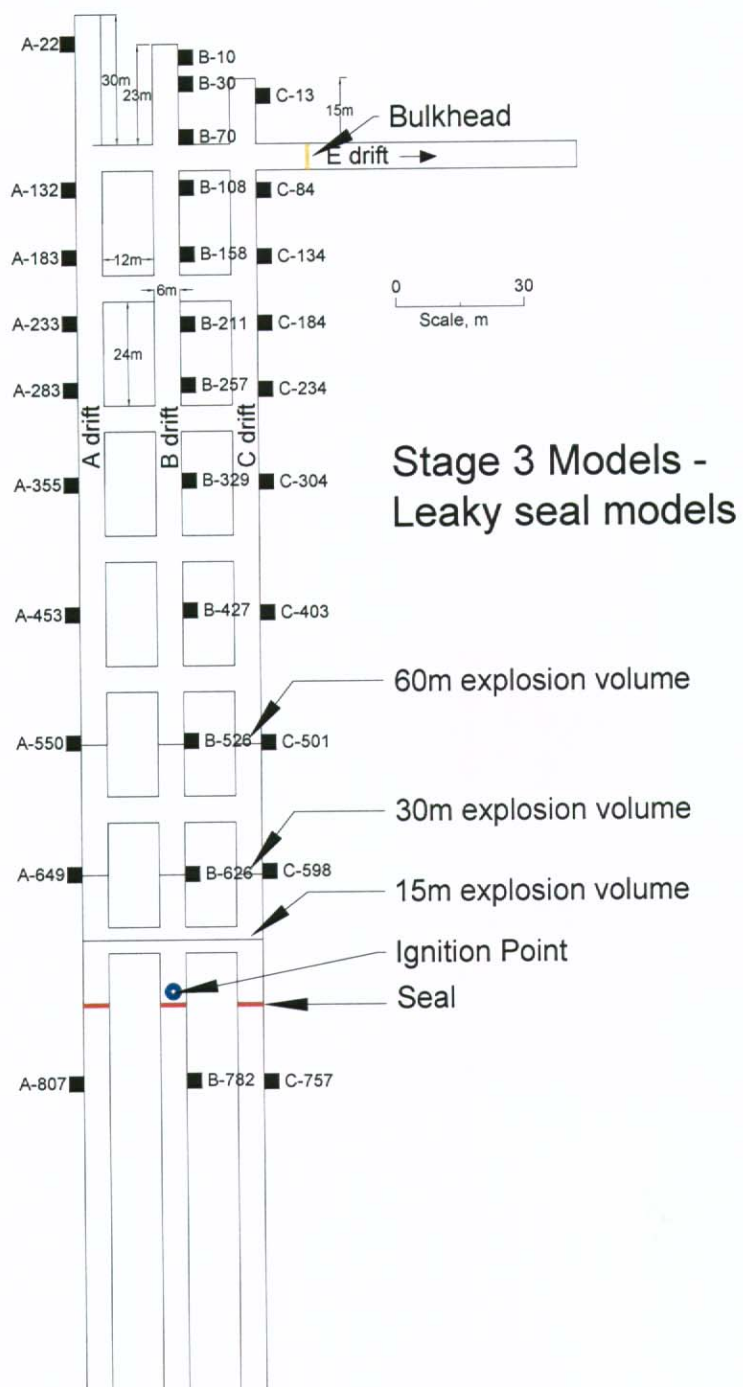 A-22
B-10
30m
B-30
23m
C-13
15m
Bulkhead
B-70
E drift
A-132
B-108
C-84
A-183
12m
B-158
C-134
6m
0 30
Scale, m
A-233
B-211
C-184
24m
A-283
B-257
C-234
A drift
B drift
C drift
Stage 3 Models -
Leaky seal models
A-355
B-329
C-304
A-453
B-427
C-403
60m explosion volume
A-550
B-526
C-501
30m explosion volume
A-649
B-626
C-598
15m explosion volume
Ignition Point
Seal
A-807
B-782
C-757